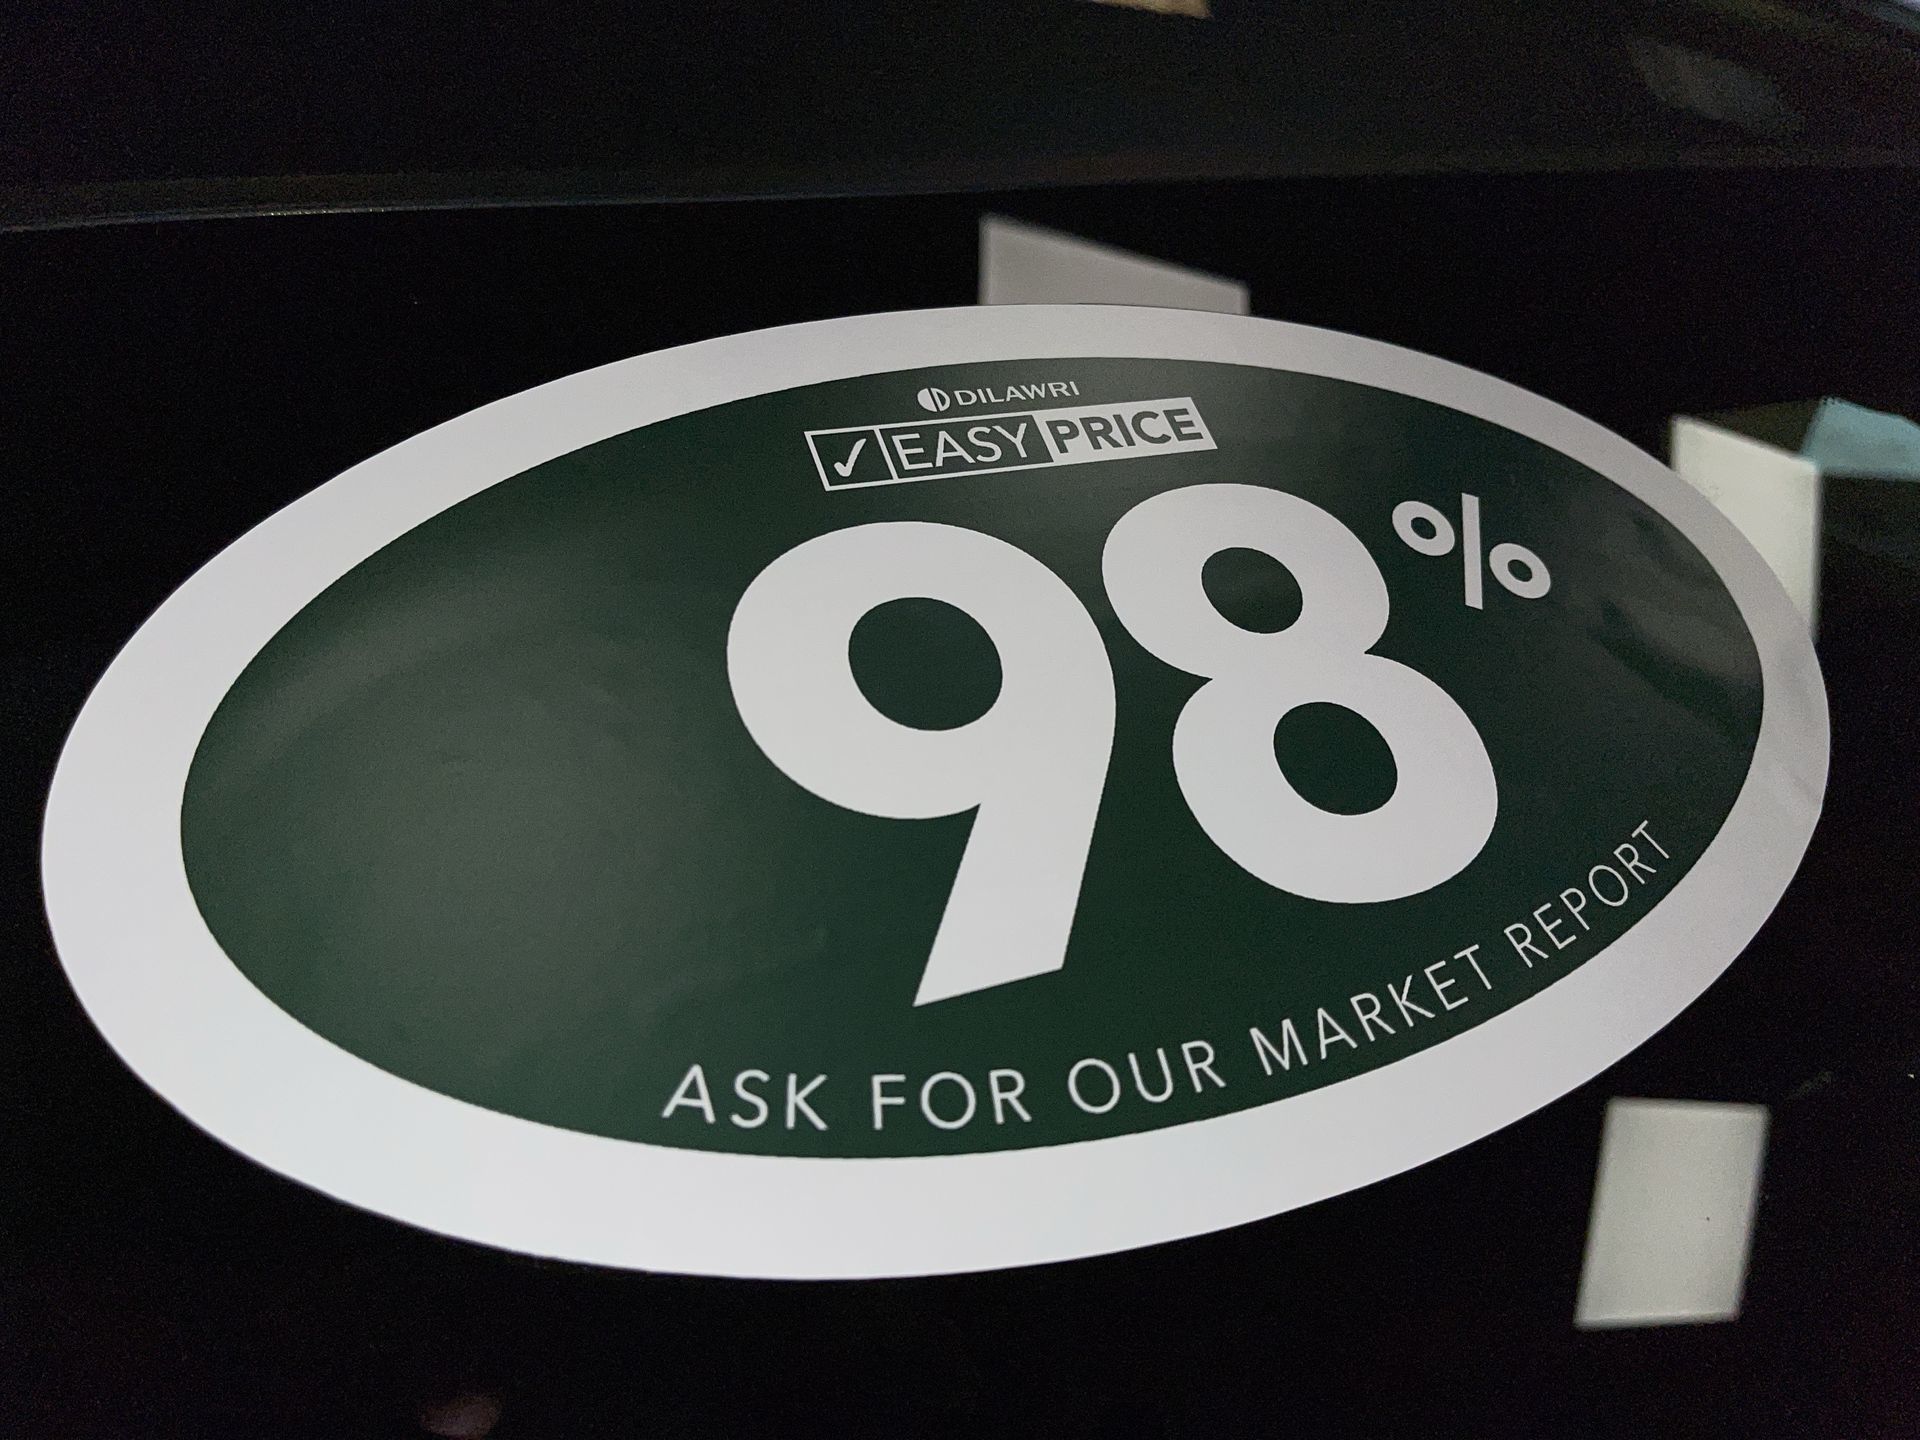 DILAWRI
✓ EASY PRICE
98%
ASK FOR OUR MARKET REPORT